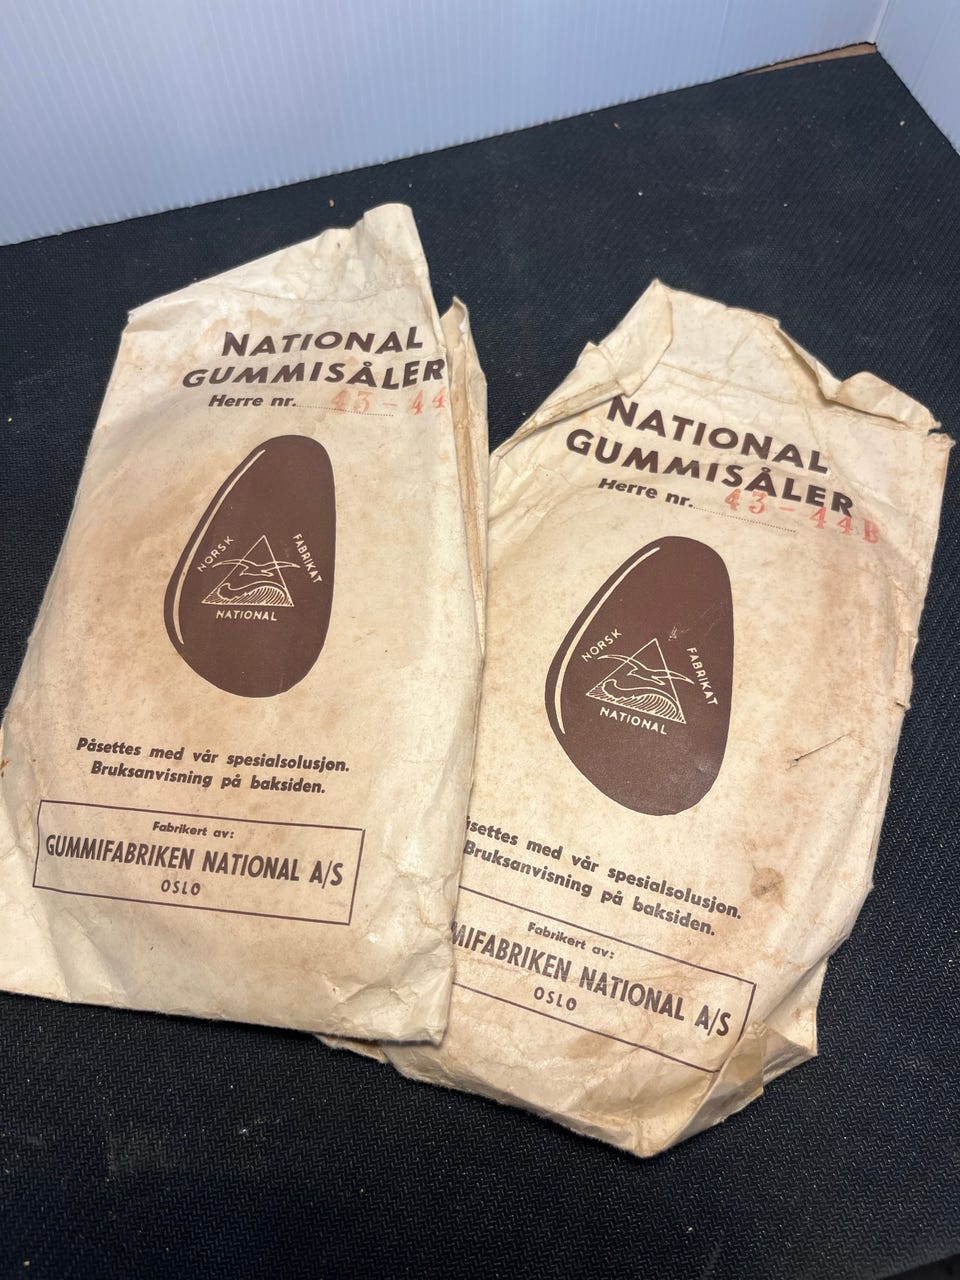 NATIONAL
GUMMISÅLER
Herre nr. 43 - 44
NORSK FABRIKAT
NATIONAL
Påsettes med vår spesialsolusjon.
Bruksanvisning på baksiden.
Fabrikert av:
GUMMIFABRIKEN NATIONAL A/S
OSLO
NATIONAL
GUMMISÅLER
Herre nr. 43 - 44 B
NORSK FABRIKAT
NATIONAL
settes med vår spesialsolusjon.
Bruksanvisning på baksiden.
Fabrikert av:
MIFABRIKEN NATIONAL A/S
OSLO